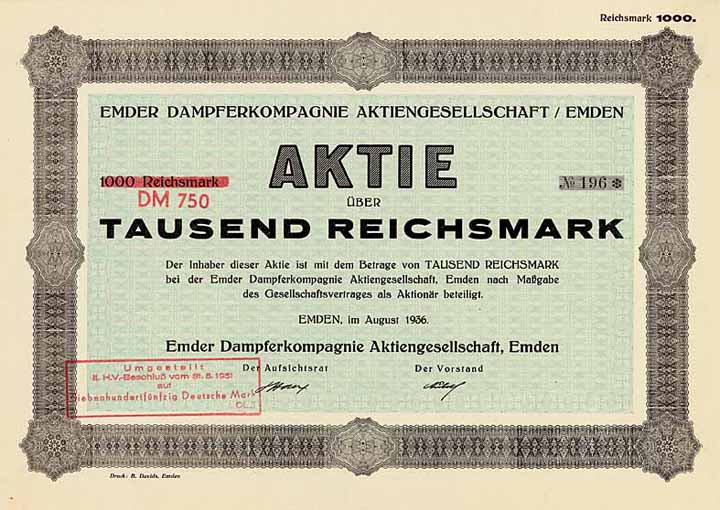 Reichsmark 1000.
EMDER DAMPFERKOMPAGNIE AKTIENGESELLSCHAFT / EMDEN
AKTIE
1000 Reichsmark
DM 750
№ 196 ✽
ÜBER
TAUSEND REICHSMARK
Der Inhaber dieser Aktie ist mit dem Betrage von TAUSEND REICHSMARK
bei der Emder Dampferkompagnie Aktiengesellschaft, Emden nach Maßgabe
des Gesellschaftsvertrages als Aktionär beteiligt.
EMDEN, im August 1936.
Emder Dampferkompagnie Aktiengesellschaft, Emden
Der Aufsichtsrat Der Vorstand
Umgestellt
lt. H.V.-Beschluß vom 31.8.1951
auf
Siebenhundertfünfzig Deutsche Mark
Druck: B. Davids, Emden